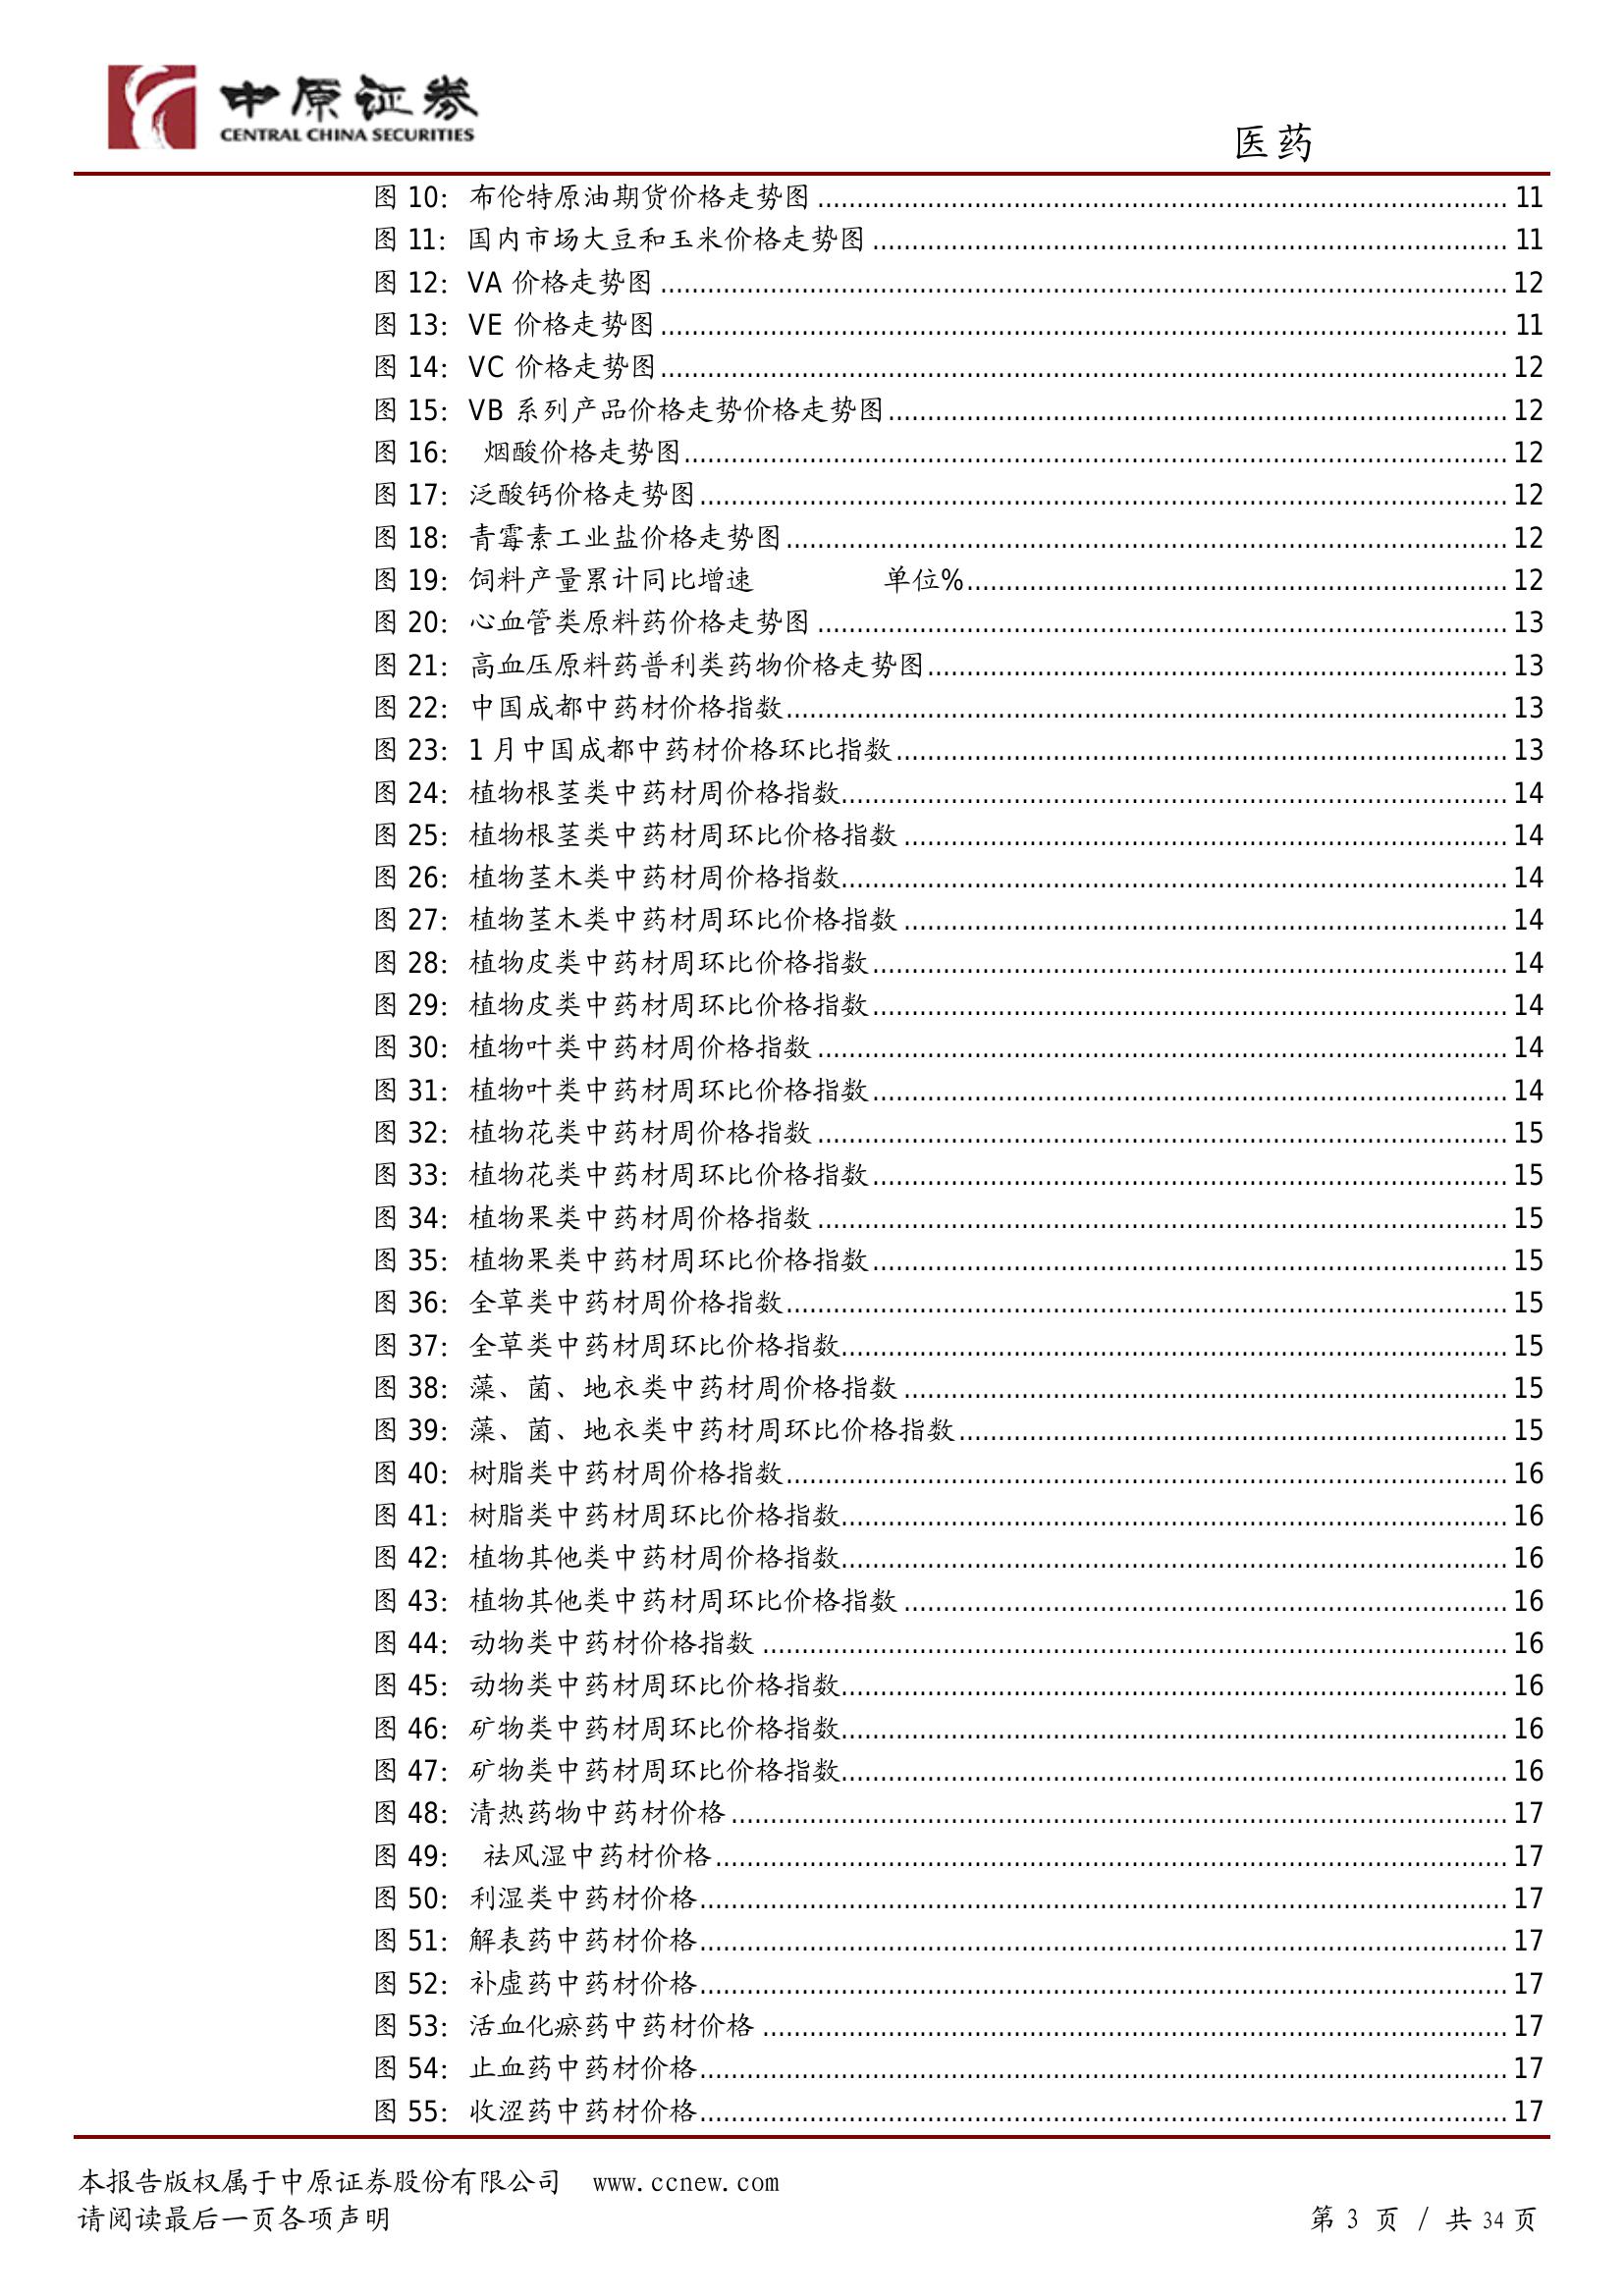 中原证券
CENTRAL CHINA SECURITIES
医药
图 10：布伦特原油期货价格走势图 ........ 11
图 11：国内市场大豆和玉米价格走势图 ........ 11
图 12：VA 价格走势图 ........ 12
图 13：VE 价格走势图 ........ 11
图 14：VC 价格走势图 ........ 12
图 15：VB 系列产品价格走势价格走势图 ........ 12
图 16： 烟酸价格走势图 ........ 12
图 17：泛酸钙价格走势图 ........ 12
图 18：青霉素工业盐价格走势图 ........ 12
图 19：饲料产量累计同比增速 单位% ........ 12
图 20：心血管类原料药价格走势图 ........ 13
图 21：高血压原料药普利类药物价格走势图 ........ 13
图 22：中国成都中药材价格指数 ........ 13
图 23：1 月中国成都中药材价格环比指数 ........ 13
图 24：植物根茎类中药材周价格指数 ........ 14
图 25：植物根茎类中药材周环比价格指数 ........ 14
图 26：植物茎木类中药材周价格指数 ........ 14
图 27：植物茎木类中药材周环比价格指数 ........ 14
图 28：植物皮类中药材周环比价格指数 ........ 14
图 29：植物皮类中药材周环比价格指数 ........ 14
图 30：植物叶类中药材周价格指数 ........ 14
图 31：植物叶类中药材周环比价格指数 ........ 14
图 32：植物花类中药材周价格指数 ........ 15
图 33：植物花类中药材周环比价格指数 ........ 15
图 34：植物果类中药材周价格指数 ........ 15
图 35：植物果类中药材周环比价格指数 ........ 15
图 36：全草类中药材周价格指数 ........ 15
图 37：全草类中药材周环比价格指数 ........ 15
图 38：藻、菌、地衣类中药材周价格指数 ........ 15
图 39：藻、菌、地衣类中药材周环比价格指数 ........ 15
图 40：树脂类中药材周价格指数 ........ 16
图 41：树脂类中药材周环比价格指数 ........ 16
图 42：植物其他类中药材周价格指数 ........ 16
图 43：植物其他类中药材周环比价格指数 ........ 16
图 44：动物类中药材价格指数 ........ 16
图 45：动物类中药材周环比价格指数 ........ 16
图 46：矿物类中药材周环比价格指数 ........ 16
图 47：矿物类中药材周环比价格指数 ........ 16
图 48：清热药物中药材价格 ........ 17
图 49： 祛风湿中药材价格 ........ 17
图 50：利湿类中药材价格 ........ 17
图 51：解表药中药材价格 ........ 17
图 52：补虚药中药材价格 ........ 17
图 53：活血化瘀药中药材价格 ........ 17
图 54：止血药中药材价格 ........ 17
图 55：收涩药中药材价格 ........ 17
本报告版权属于中原证券股份有限公司 www.ccnew.com
请阅读最后一页各项声明 第 3 页 / 共 34 页